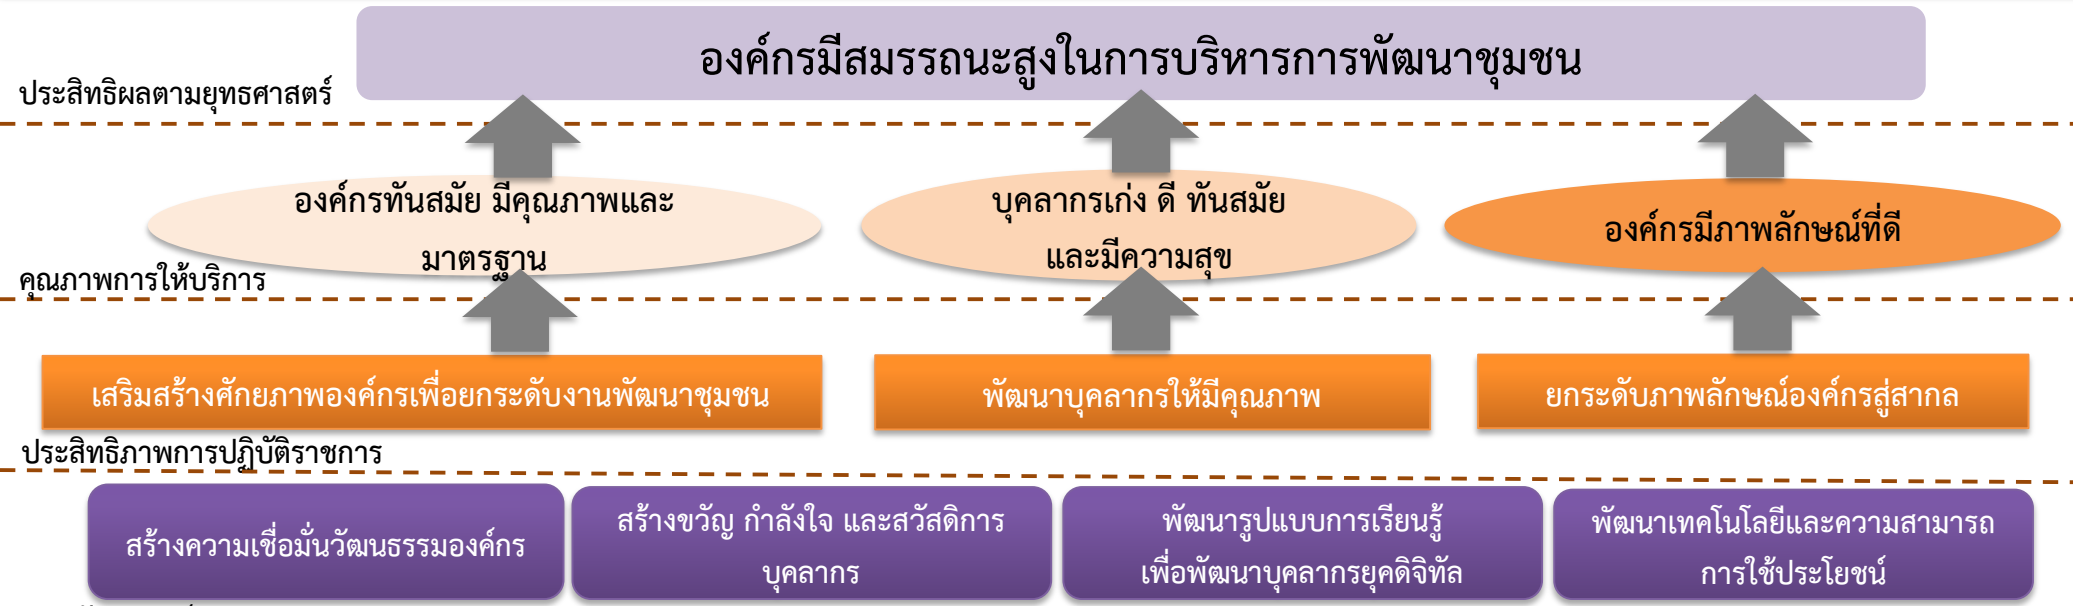 องค์กรมีสมรรถนะสูงในการบริหารการพัฒนาชุมชน
ประสิทธิผลตามยุทธศาสตร์
องค์กรทันสมัย มีคุณภาพและ
มาตรฐาน
บุคลากรเก่ง ดี ทันสมัย
และมีความสุข
องค์กรมีภาพลักษณ์ที่ดี
คุณภาพการให้บริการ
เสริมสร้างศักยภาพองค์กรเพื่อยกระดับงานพัฒนาชุมชน
พัฒนาบุคลากรให้มีคุณภาพ
ยกระดับภาพลักษณ์องค์กรสู่สากล
ประสิทธิภาพการปฏิบัติราชการ
สร้างความเชื่อมั่นวัฒนธรรมองค์กร
สร้างขวัญ กำลังใจ และสวัสดิการ
บุคลากร
พัฒนารูปแบบการเรียนรู้
เพื่อพัฒนาบุคลากรยุคดิจิทัล
พัฒนาเทคโนโลยีและความสามารถ
การใช้ประโยชน์